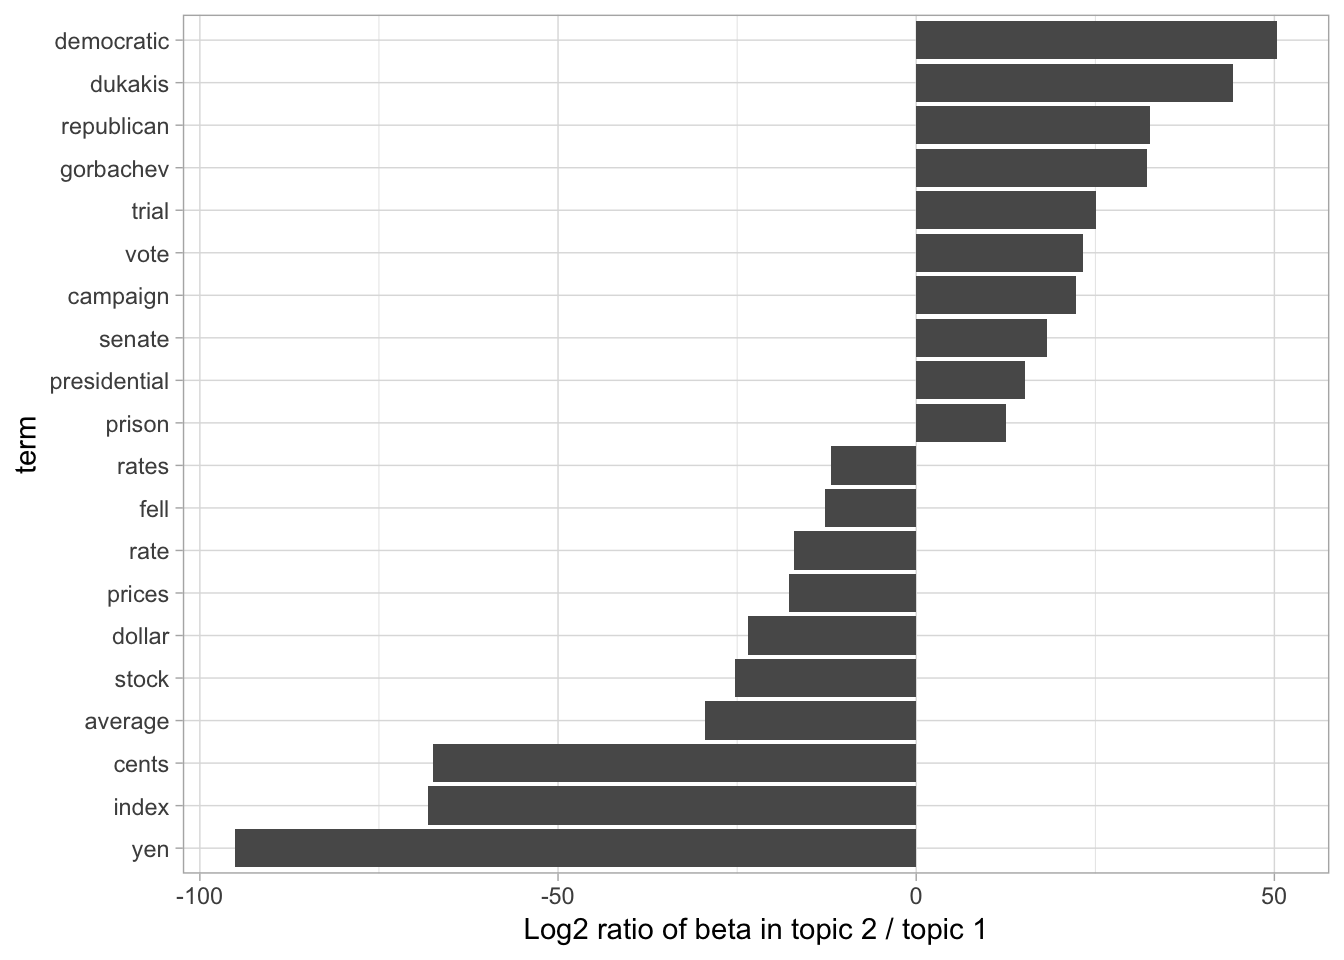 democratic
dukakis
republican
gorbachev
trial
vote
campaign
senate
presidential
prison
term
rates
fell
rate
prices
dollar
stock
average
cents
index
yen
-100 -50 0 50
Log2 ratio of beta in topic 2 / topic 1